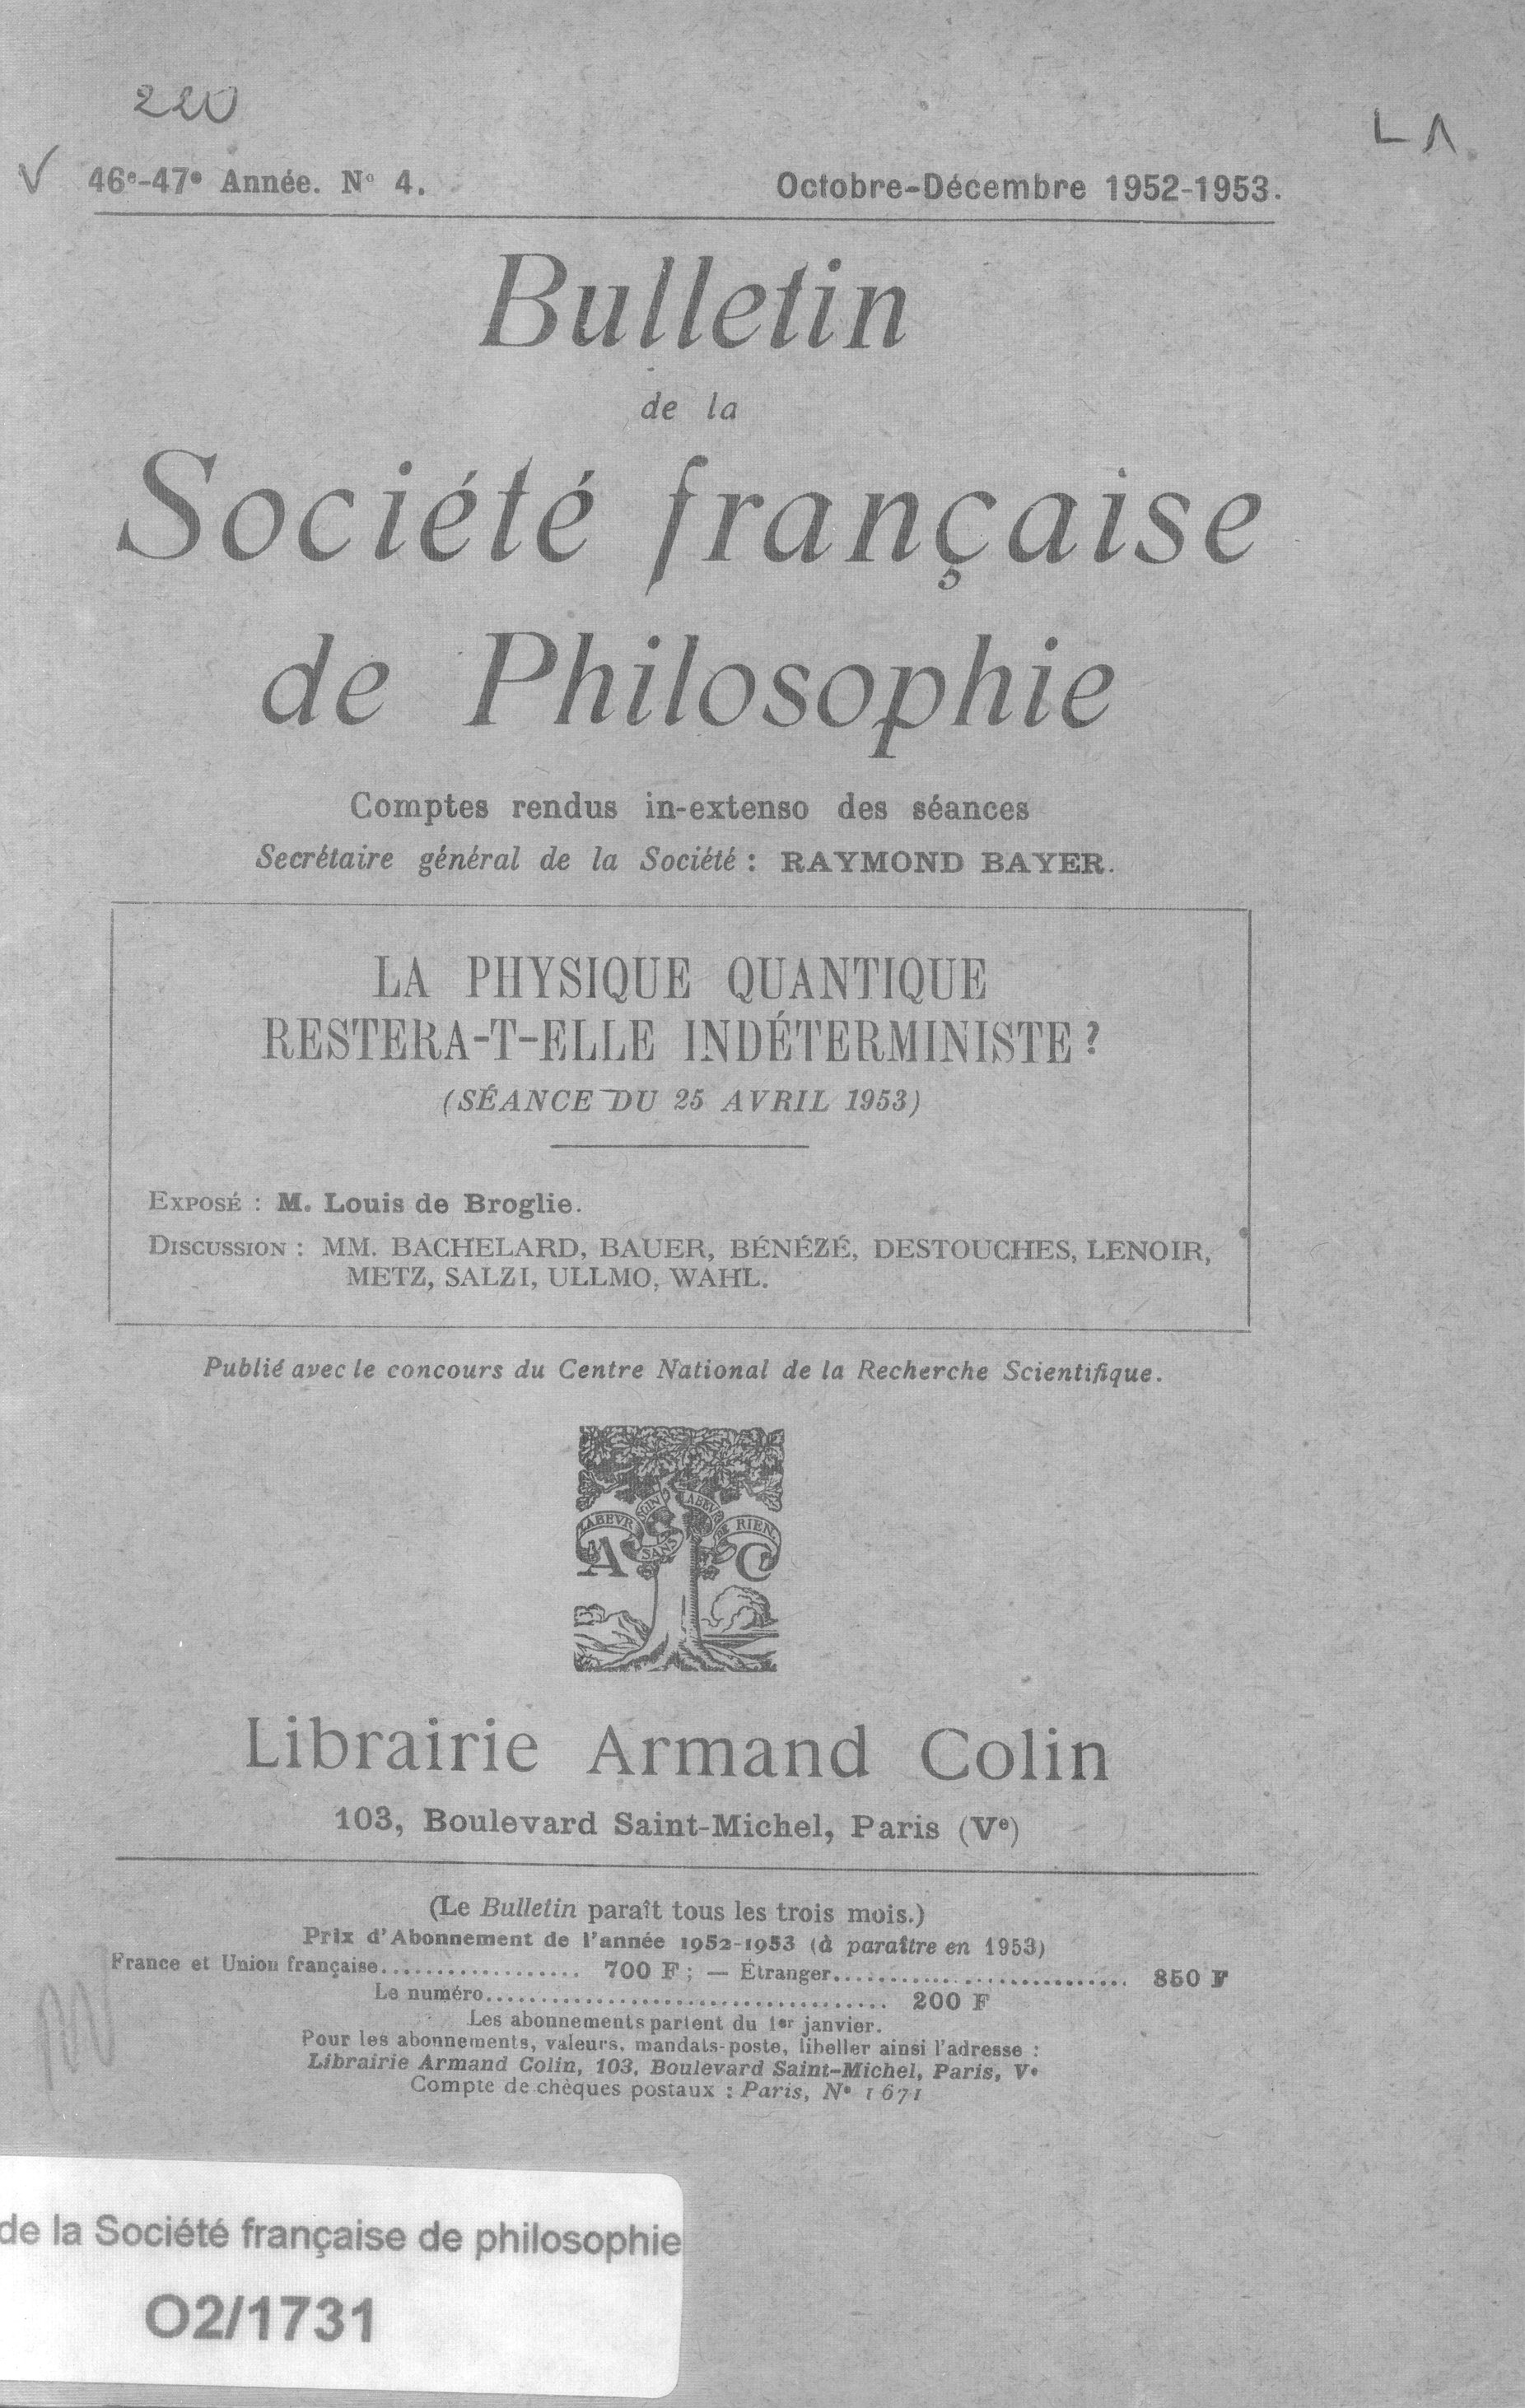 220
L A
V 46e-47e Année. No 4. Octobre-Décembre 1952-1953.
Bulletin
de la
Société française
de Philosophie
Comptes rendus in-extenso des séances
Secrétaire général de la Société : RAYMOND BAYER.
LA PHYSIQUE QUANTIQUE
RESTERA-T-ELLE INDÉTERMINISTE ?
(SÉANCE DU 25 AVRIL 1953)
EXPOSÉ : M. Louis de Broglie.
DISCUSSION : MM. BACHELARD, BAUER, BÉNÉZÉ, DESTOUCHES, LENOIR,
METZ, SALZI, ULLMO, WAHL.
Publié avec le concours du Centre National de la Recherche Scientifique.
LABEVR SANS SOIN LABEVR DE RIEN
A C
Librairie Armand Colin
103, Boulevard Saint-Michel, Paris (Ve)
(Le Bulletin paraît tous les trois mois.)
Prix d'Abonnement de l'année 1952-1953 (à paraître en 1953)
France et Union française.................. 700 F ; — Étranger............................ 850 F
Le numéro.................................... 200 F
Les abonnements partent du 1er janvier.
Pour les abonnements, valeurs, mandats-poste, libeller ainsi l'adresse :
Librairie Armand Colin, 103, Boulevard Saint-Michel, Paris, Ve
Compte de chèques postaux : Paris, No 1671
de la Société française de philosophie
O2/1731